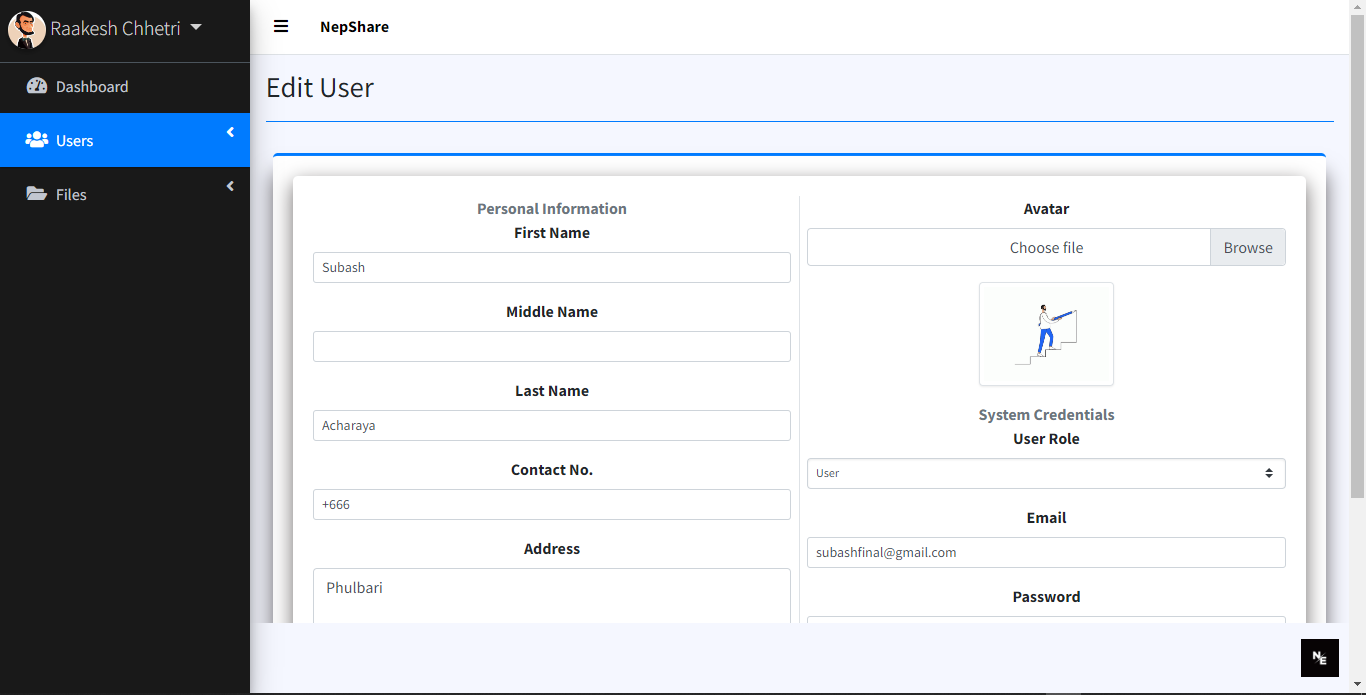 Raakesh Chhetri
Dashboard
Users
Files
NepShare
Edit User
Personal Information
First Name
Subash
Middle Name
Last Name
Acharaya
Contact No.
+666
Address
Phulbari
Avatar
Choose file
Browse
System Credentials
User Role
User
Email
subashfinal@gmail.com
Password
NE